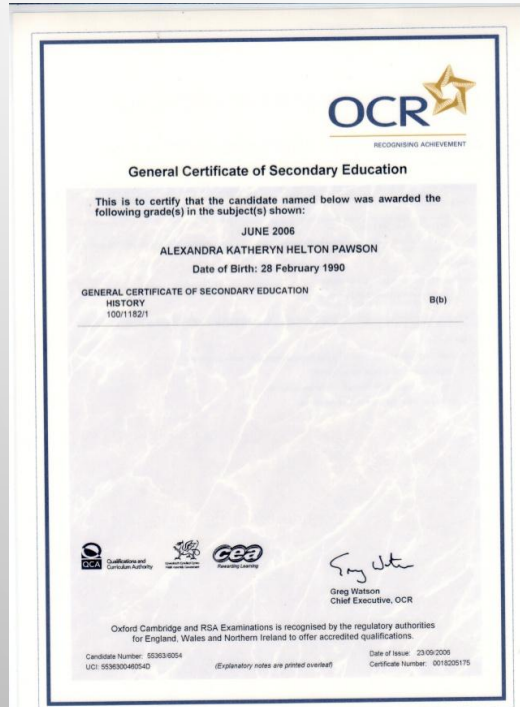 OCR
RECOGNISING ACHIEVEMENT
General Certificate of Secondary Education
This is to certify that the candidate named below was awarded the
following grade(s) in the subject(s) shown:
JUNE 2006
ALEXANDRA KATHERYN HELTON PAWSON
Date of Birth: 28 February 1990
GENERAL CERTIFICATE OF SECONDARY EDUCATION
HISTORY B(b)
100/1182/1
QCA
Qualifications and
Curriculum Authority
cea
Rewarding Learning
Greg Watson
Chief Executive, OCR
Oxford Cambridge and RSA Examinations is recognised by the regulatory authorities
for England, Wales and Northern Ireland to offer accredited qualifications.
Candidate Number: 55363/6054
Date of Issue: 23/09/2006
UCI: 553630046054D
(Explanatory notes are printed overleaf)
Certificate Number: 0018205175